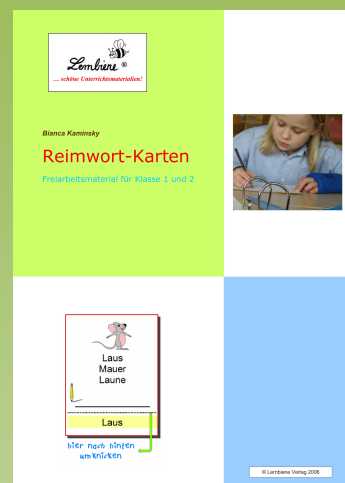 Lembiene ®
.... schöne Unterrichtsmaterialien!
Bianca Kaminsky
Reimwort-Karten
Freiarbeitsmaterial für Klasse 1 und 2
Laus
Mauer
Laune
Laus
hier nach hinten
umknicken
© Lernbiene Verlag 2006